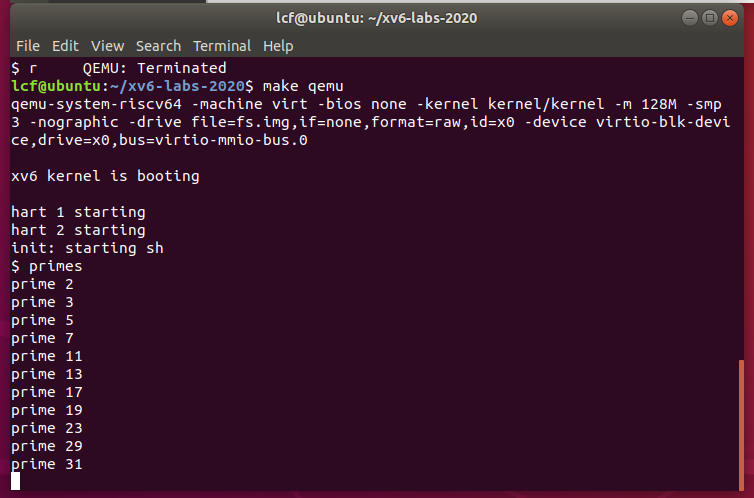 lcf@ubuntu: ~/xv6-labs-2020
File Edit View Search Terminal Help
$ r      QEMU: Terminated
lcf@ubuntu:~/xv6-labs-2020$ make qemu
qemu-system-riscv64 -machine virt -bios none -kernel kernel/kernel -m 128M -smp
3 -nographic -drive file=fs.img,if=none,format=raw,id=x0 -device virtio-blk-devi
ce,drive=x0,bus=virtio-mmio-bus.0
xv6 kernel is booting
hart 1 starting
hart 2 starting
init: starting sh
$ primes
prime 2
prime 3
prime 5
prime 7
prime 11
prime 13
prime 17
prime 19
prime 23
prime 29
prime 31